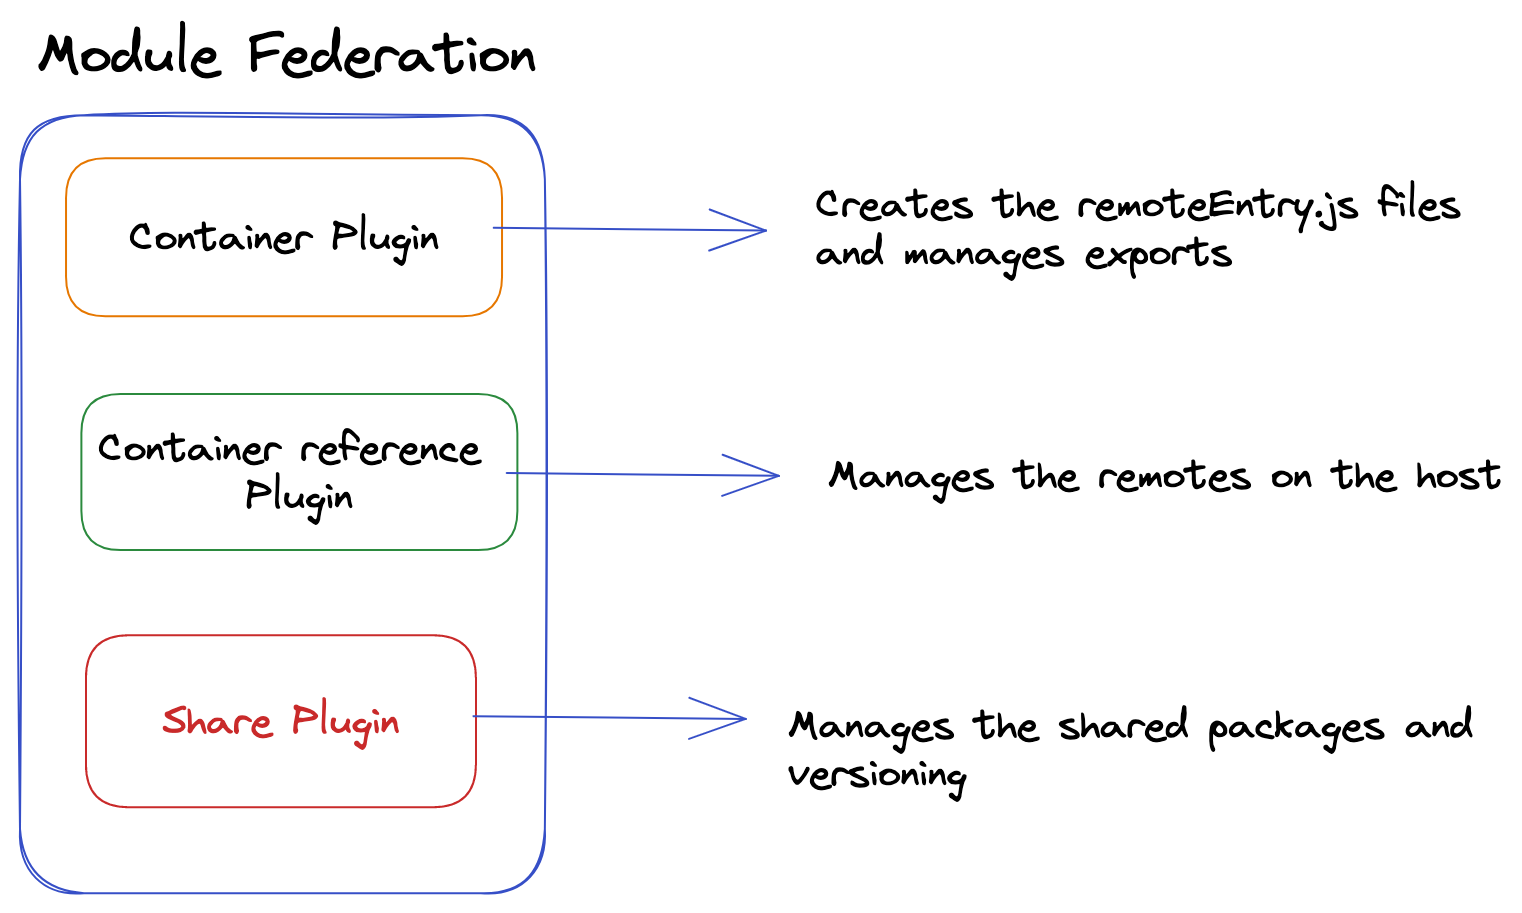 Module Federation
Container Plugin
Creates the remoteEntry.js files
and manages exports
Container reference
Plugin
Manages the remotes on the host
Share Plugin
Manages the shared packages and
versioning